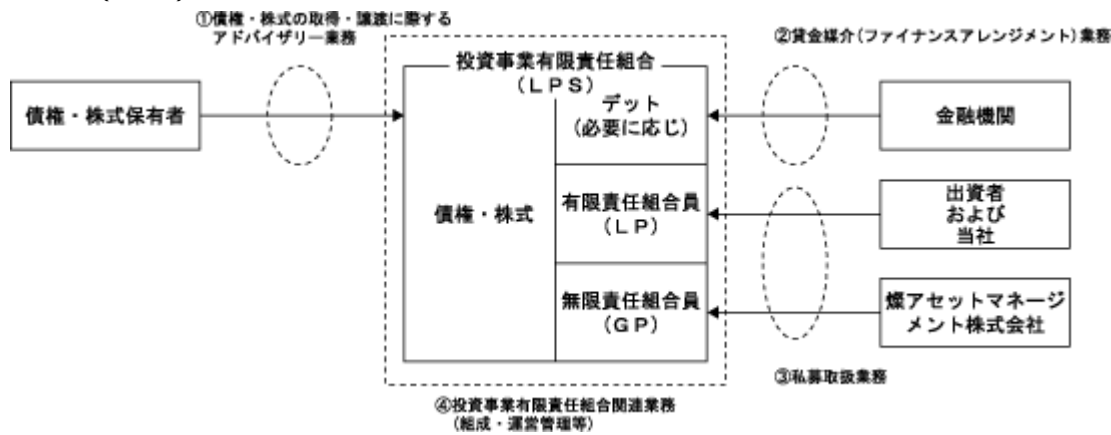 ①債権・株式の取得・譲渡に際する
アドバイザリー業務
②貸金媒介(ファイナンスアレンジメント)業務
投資事業有限責任組合
(LPS)
債権・株式保有者
デット
(必要に応じ)
金融機関
債権・株式
有限責任組合員
(LP)
出資者
および
当社
無限責任組合員
(GP)
燦アセットマネージ
メント株式会社
③私募取扱業務
④投資事業有限責任組合関連業務
(組成・運営管理等)